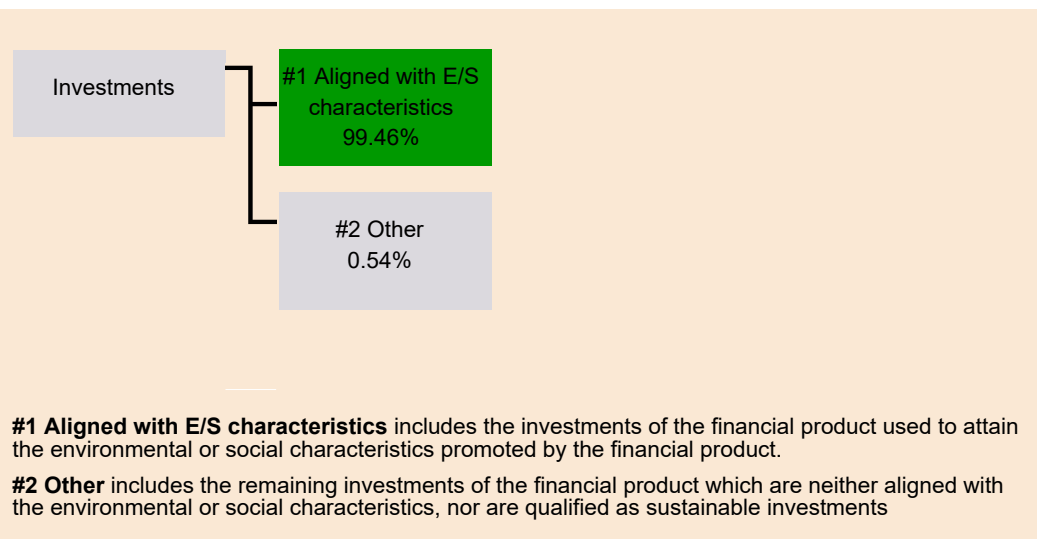 Investments
#1 Aligned with E/S
characteristics
99.46%
#2 Other
0.54%
#1 Aligned with E/S characteristics includes the investments of the financial product used to attain
the environmental or social characteristics promoted by the financial product.
#2 Other includes the remaining investments of the financial product which are neither aligned with
the environmental or social characteristics, nor are qualified as sustainable investments